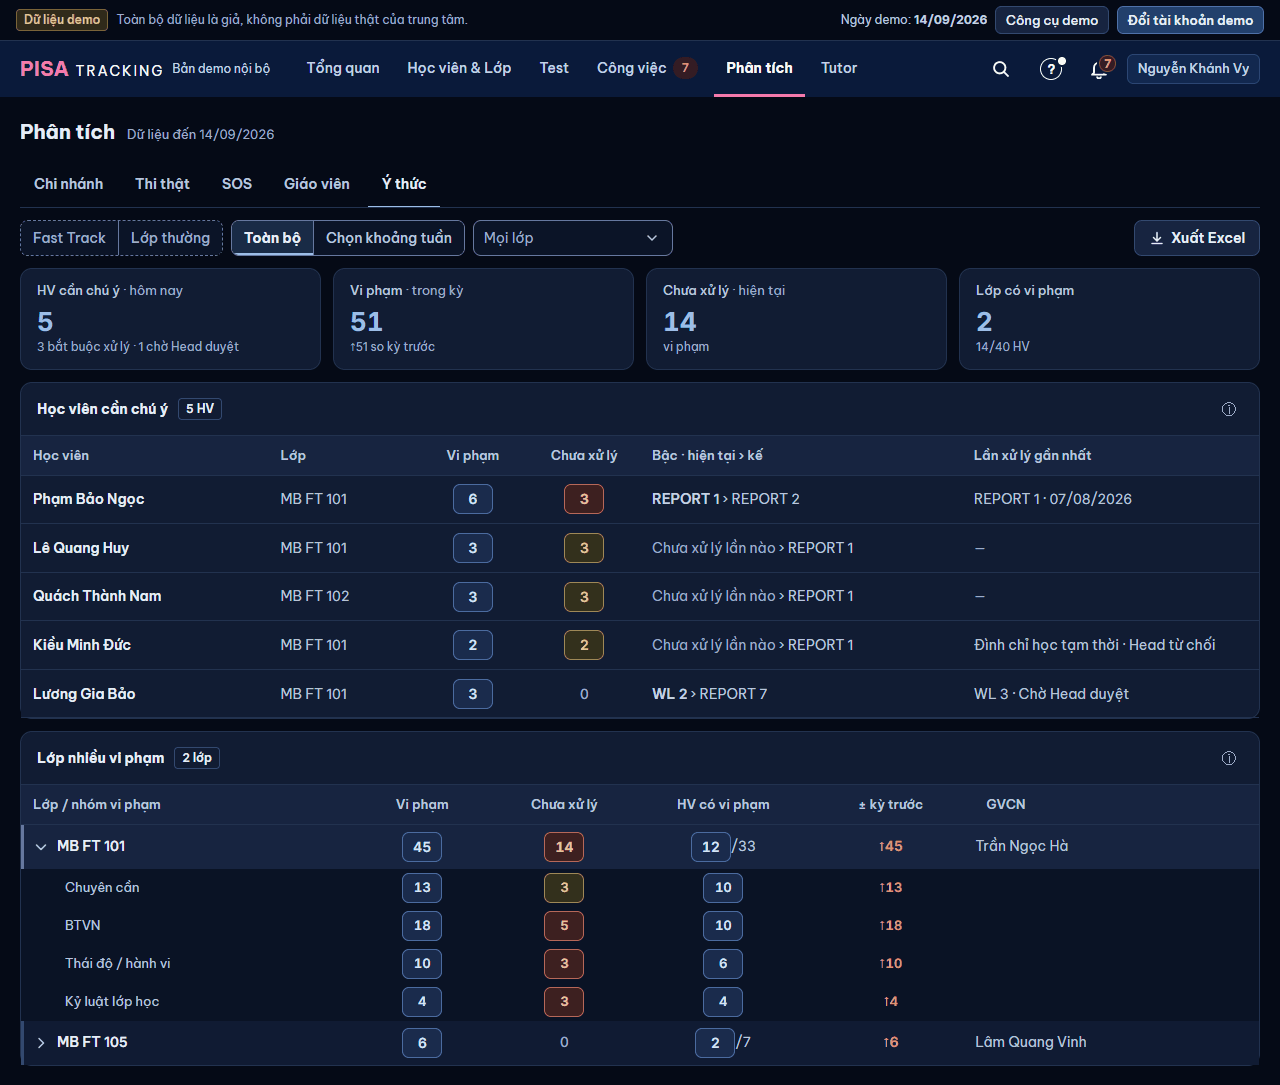 Dữ liệu demo Toàn bộ dữ liệu là giả, không phải dữ liệu thật của trung tâm. Ngày demo: 14/09/2026 Công cụ demo Đổi tài khoản demo
PISA TRACKING Bản demo nội bộ Tổng quan Học viên & Lớp Test Công việc 7 Phân tích Tutor ? 7 Nguyễn Khánh Vy
Phân tích Dữ liệu đến 14/09/2026
Chi nhánh Thi thật SOS Giáo viên Ý thức
Fast Track Lớp thường Toàn bộ Chọn khoảng tuần Mọi lớp Xuất Excel
HV cần chú ý · hôm nay
5
3 bắt buộc xử lý · 1 chờ Head duyệt
Vi phạm · trong kỳ
51
↑51 so kỳ trước
Chưa xử lý · hiện tại
14
vi phạm
Lớp có vi phạm
2
14/40 HV
Học viên cần chú ý 5 HV
Học viên Lớp Vi phạm Chưa xử lý Bậc · hiện tại › kế Lần xử lý gần nhất
Phạm Bảo Ngọc MB FT 101 6 3 REPORT 1 › REPORT 2 REPORT 1 · 07/08/2026
Lê Quang Huy MB FT 101 3 3 Chưa xử lý lần nào › REPORT 1 —
Quách Thành Nam MB FT 102 3 3 Chưa xử lý lần nào › REPORT 1 —
Kiều Minh Đức MB FT 101 2 2 Chưa xử lý lần nào › REPORT 1 Đình chỉ học tạm thời · Head từ chối
Lương Gia Bảo MB FT 101 3 0 WL 2 › REPORT 7 WL 3 · Chờ Head duyệt
Lớp nhiều vi phạm 2 lớp
Lớp / nhóm vi phạm Vi phạm Chưa xử lý HV có vi phạm ± kỳ trước GVCN
MB FT 101 45 14 12/33 ↑45 Trần Ngọc Hà
Chuyên cần 13 3 10 ↑13
BTVN 18 5 10 ↑18
Thái độ / hành vi 10 3 6 ↑10
Kỷ luật lớp học 4 3 4 ↑4
MB FT 105 6 0 2/7 ↑6 Lâm Quang Vinh